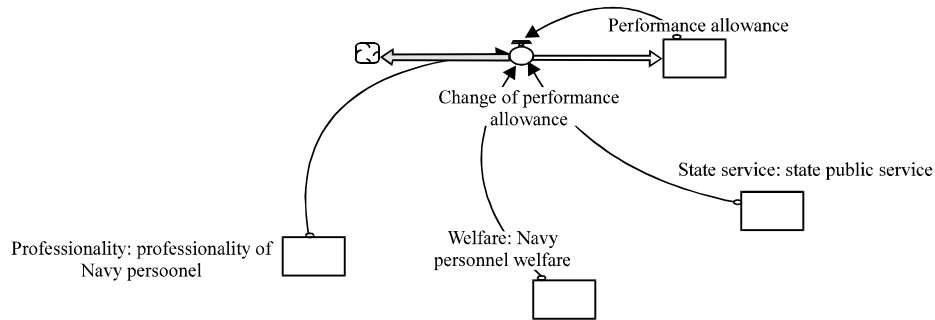 Performance allowance
Change of performance
allowance
State service: state public service
Professionality: professionality of
Navy persoonel
Welfare: Navy
personnel welfare